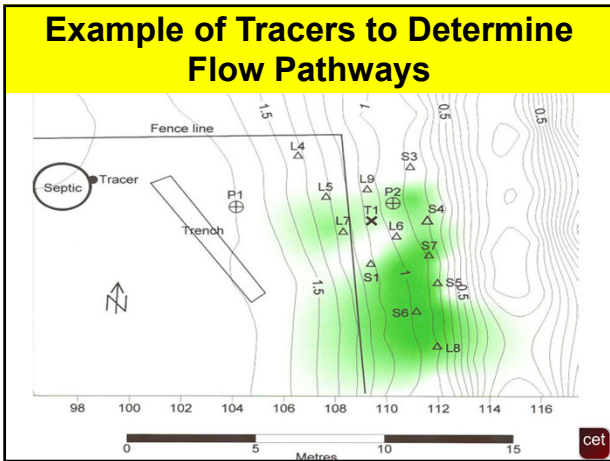 Example of Tracers to Determine
Flow Pathways
Fence line
1.5
1
0.5
L4
S3
Septic
Tracer
P1
L5
L9
P2
T1
S4
Trench
L7
L6
S7
S1
1
S5
0.5
1.5
S6
L8
N
98 100 102 104 106 108 110 112 114 116
0 5 10 15
Metres
cet